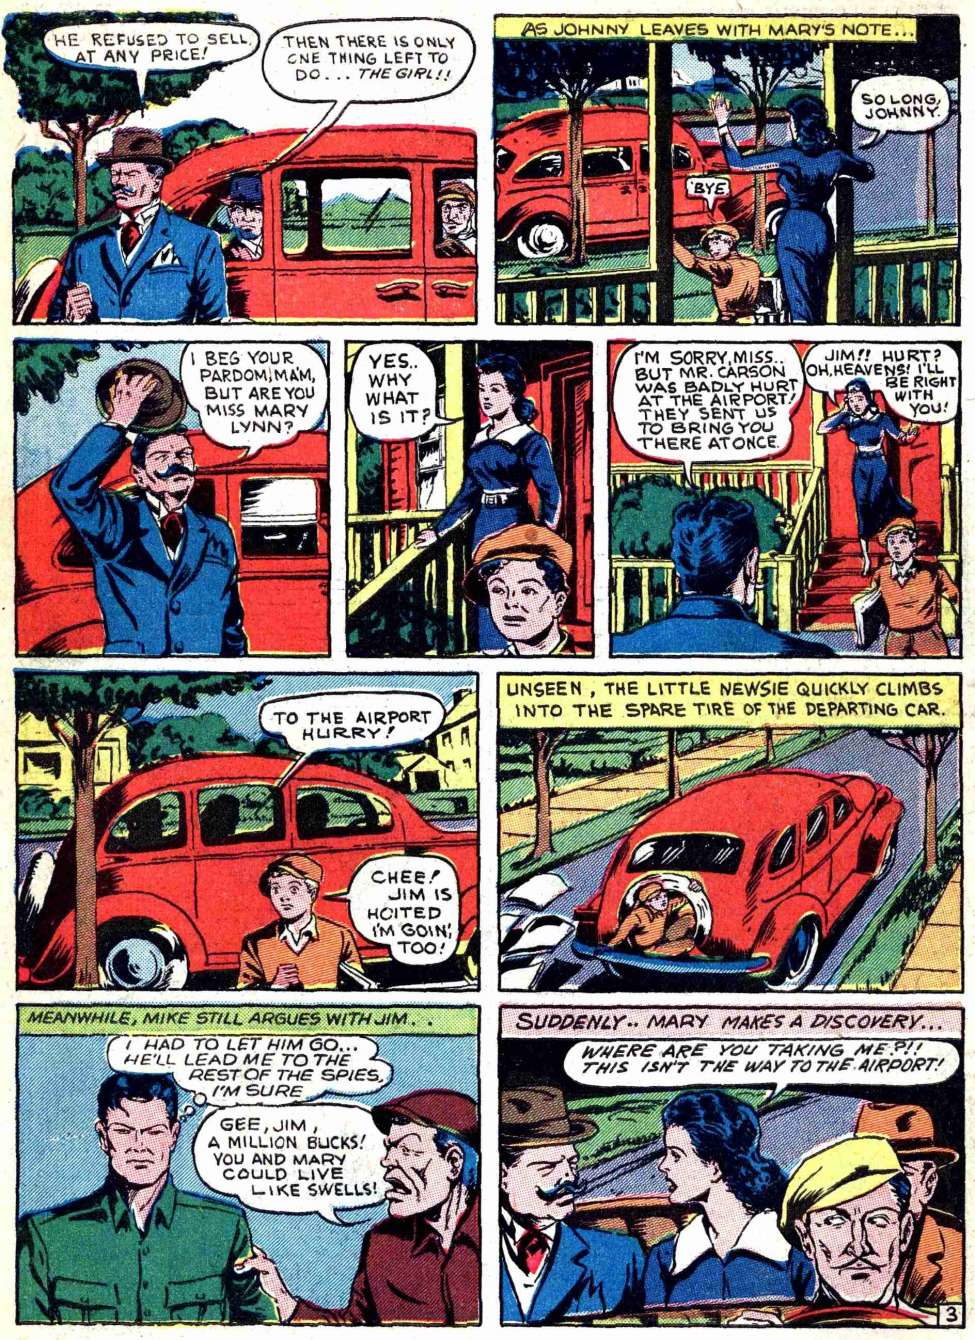 HE REFUSED TO SELL
AT ANY PRICE!
THEN THERE IS ONLY
ONE THING LEFT TO
DO... THE GIRL!!
AS JOHNNY LEAVES WITH MARY'S NOTE...
SO LONG,
JOHNNY.
'BYE
I BEG YOUR
PARDOM, MA'M,
BUT ARE YOU
MISS MARY
LYNN?
YES..
WHY
WHAT
IS IT?
I'M SORRY, MISS..
BUT MR. CARSON
WAS BADLY HURT
AT THE AIRPORT!
THEY SENT US
TO BRING YOU
THERE AT ONCE.
JIM!! HURT?
OH, HEAVENS! I'LL
BE RIGHT
WITH
YOU!
TO THE AIRPORT
HURRY!
CHEE!
JIM IS
HOITED
I'M GOIN',
TOO!
UNSEEN, THE LITTLE NEWSIE QUICKLY CLIMBS
INTO THE SPARE TIRE OF THE DEPARTING CAR.
MEANWHILE, MIKE STILL ARGUES WITH JIM...
I HAD TO LET HIM GO...
HE'LL LEAD ME TO THE
REST OF THE SPIES,
I'M SURE
GEE, JIM,
A MILLION BUCKS!
YOU AND MARY
COULD LIVE
LIKE SWELLS!
SUDDENLY.. MARY MAKES A DISCOVERY...
WHERE ARE YOU TAKING ME?!!
THIS ISN'T THE WAY TO THE AIRPORT!
3